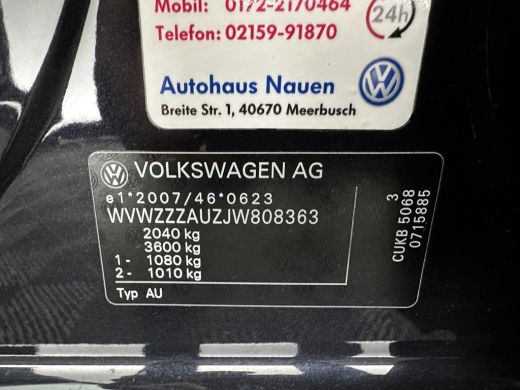 Mobil: 0172-2170464
24h
Telefon: 02159-91870
Autohaus Nauen
Breite Str. 1, 40670 Meerbusch
VOLKSWAGEN AG
e1*2007/46*0623
WVWZZZAUZJW808363
2040 kg
3600 kg
1- 1080 kg
2- 1010 kg
Typ AU
3
CUKB 5068
0715885